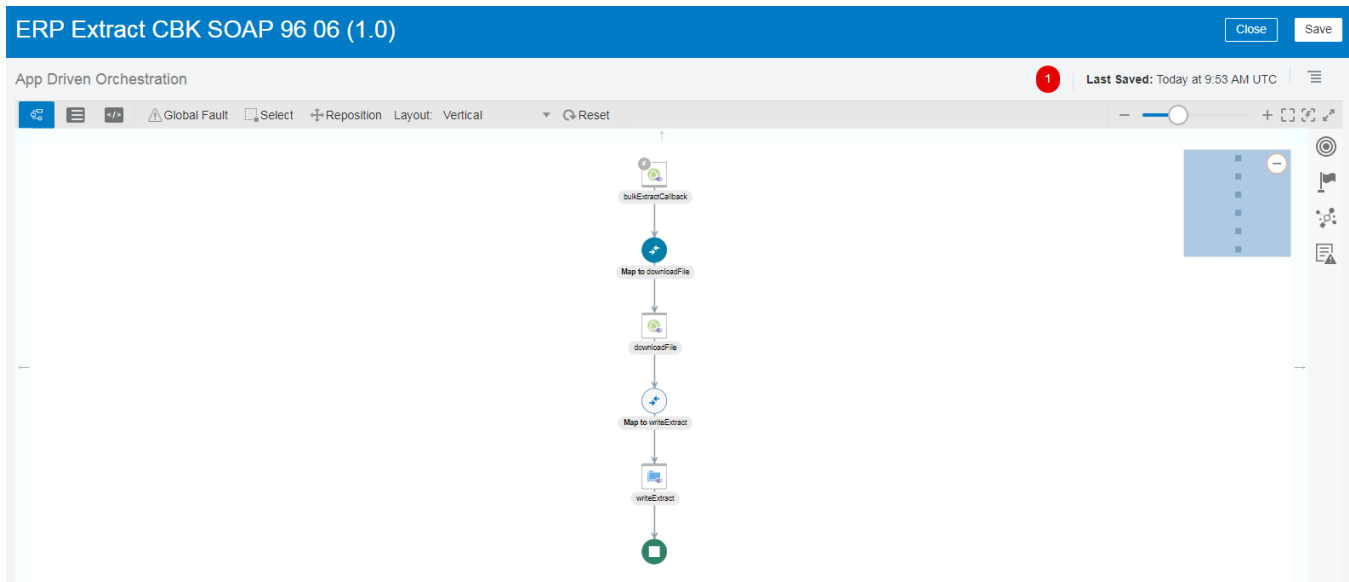 ERP Extract CBK SOAP 96 06 (1.0)
Close
Save
App Driven Orchestration
1
Last Saved: Today at 9:53 AM UTC
</>
Global Fault
Select
Reposition
Layout:
Vertical
Reset
bulkExtractCallback
Map to downloadFile
downloadFile
Map to writeExtract
writeExtract